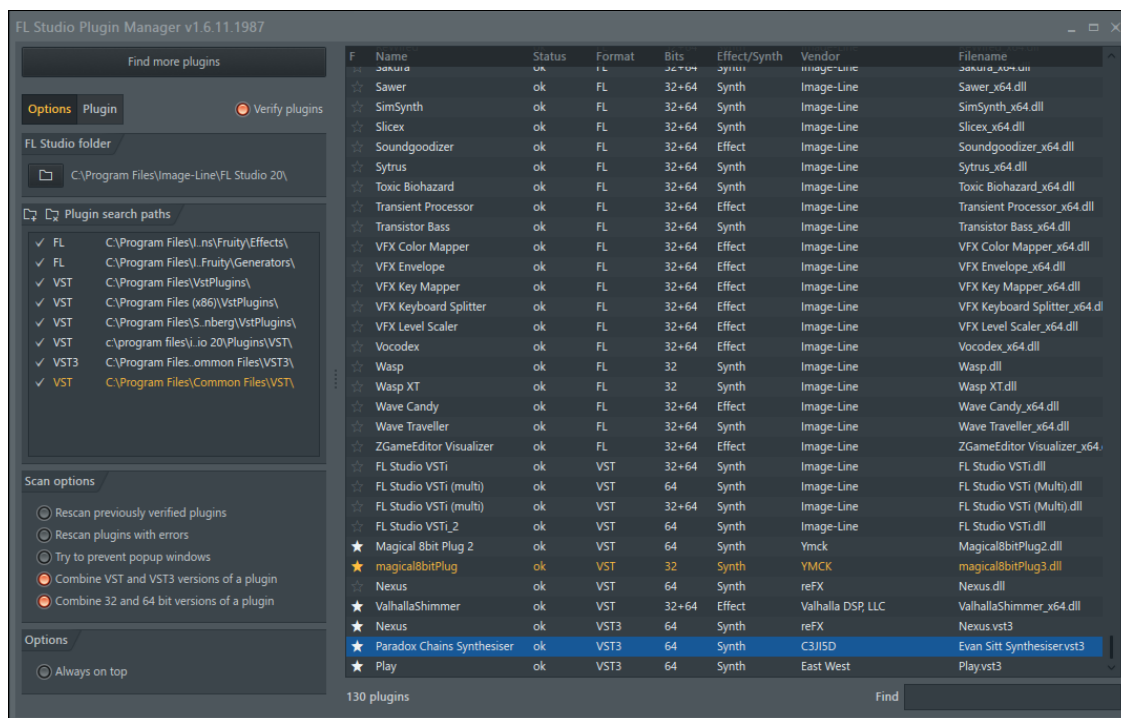 FL Studio Plugin Manager v1.6.11.1987
Find more plugins
Options Plugin Verify plugins
FL Studio folder
C:\Program Files\Image-Line\FL Studio 20\
Plugin search paths
FL C:\Program Files\I..ns\Fruity\Effects\
FL C:\Program Files\I..Fruity\Generators\
VST C:\Program Files\VstPlugins\
VST C:\Program Files (x86)\VstPlugins\
VST C:\Program Files\S..nberg\VstPlugins\
VST c:\program files\i..io 20\Plugins\VST\
VST3 C:\Program Files..ommon Files\VST3\
VST C:\Program Files\Common Files\VST\
Scan options
Rescan previously verified plugins
Rescan plugins with errors
Try to prevent popup windows
Combine VST and VST3 versions of a plugin
Combine 32 and 64 bit versions of a plugin
Options
Always on top
F Name Status Format Bits Effect/Synth Vendor Filename
Sakura ok FL 32+64 Synth Image-Line Sakura_x64.dll
Sawer ok FL 32+64 Synth Image-Line Sawer_x64.dll
SimSynth ok FL 32+64 Synth Image-Line SimSynth_x64.dll
Slicex ok FL 32+64 Synth Image-Line Slicex_x64.dll
Soundgoodizer ok FL 32+64 Effect Image-Line Soundgoodizer_x64.dll
Sytrus ok FL 32+64 Synth Image-Line Sytrus_x64.dll
Toxic Biohazard ok FL 32+64 Synth Image-Line Toxic Biohazard_x64.dll
Transient Processor ok FL 32+64 Effect Image-Line Transient Processor_x64.dll
Transistor Bass ok FL 32+64 Synth Image-Line Transistor Bass_x64.dll
VFX Color Mapper ok FL 32+64 Effect Image-Line VFX Color Mapper_x64.dll
VFX Envelope ok FL 32+64 Effect Image-Line VFX Envelope_x64.dll
VFX Key Mapper ok FL 32+64 Effect Image-Line VFX Key Mapper_x64.dll
VFX Keyboard Splitter ok FL 32+64 Effect Image-Line VFX Keyboard Splitter_x64.dl
VFX Level Scaler ok FL 32+64 Effect Image-Line VFX Level Scaler_x64.dll
Vocodex ok FL 32+64 Effect Image-Line Vocodex_x64.dll
Wasp ok FL 32 Synth Image-Line Wasp.dll
Wasp XT ok FL 32 Synth Image-Line Wasp XT.dll
Wave Candy ok FL 32+64 Effect Image-Line Wave Candy_x64.dll
Wave Traveller ok FL 32+64 Synth Image-Line Wave Traveller_x64.dll
ZGameEditor Visualizer ok FL 32+64 Effect Image-Line ZGameEditor Visualizer_x64.
FL Studio VSTi ok VST 32+64 Synth Image-Line FL Studio VSTi.dll
FL Studio VSTi (multi) ok VST 64 Synth Image-Line FL Studio VSTi (Multi).dll
FL Studio VSTi (multi) ok VST 32+64 Synth Image-Line FL Studio VSTi (Multi).dll
FL Studio VSTi_2 ok VST 64 Synth Image-Line FL Studio VSTi.dll
Magical 8bit Plug 2 ok VST 64 Synth Ymck Magical8bitPlug2.dll
magical8bitPlug ok VST 32 Synth YMCK magical8bitPlug3.dll
Nexus ok VST 64 Synth reFX Nexus.dll
ValhallaShimmer ok VST 32+64 Effect Valhalla DSP, LLC ValhallaShimmer_x64.dll
Nexus ok VST3 64 Synth reFX Nexus.vst3
Paradox Chains Synthesiser ok VST3 64 Synth C3JI5D Evan Sitt Synthesiser.vst3
Play ok VST3 64 Synth East West Play.vst3
130 plugins Find